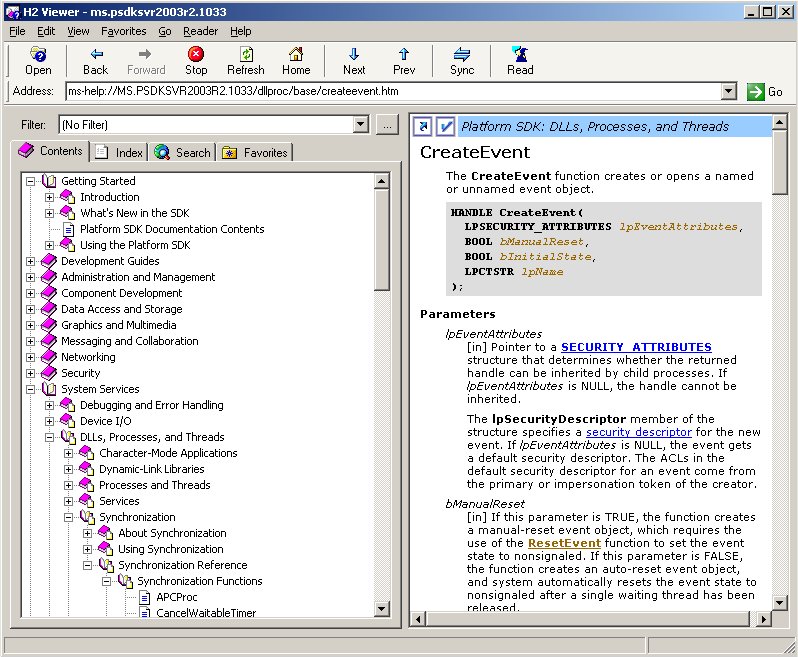 H2 Viewer - ms.psdksvr2003r2.1033
File Edit View Favorites Go Reader Help
Open Back Forward Stop Refresh Home Next Prev Sync Read
Address: ms-help://MS.PSDKSVR2003R2.1033/dllproc/base/createevent.htm Go
Filter: (No Filter) ...
Contents Index Search Favorites
Getting Started
Introduction
What's New in the SDK
Platform SDK Documentation Contents
Using the Platform SDK
Development Guides
Administration and Management
Component Development
Data Access and Storage
Graphics and Multimedia
Messaging and Collaboration
Networking
Security
System Services
Debugging and Error Handling
Device I/O
DLLs, Processes, and Threads
Character-Mode Applications
Dynamic-Link Libraries
Processes and Threads
Services
Synchronization
About Synchronization
Using Synchronization
Synchronization Reference
Synchronization Functions
APCProc
CancelWaitableTimer
Platform SDK: DLLs, Processes, and Threads
CreateEvent
The CreateEvent function creates or opens a named
or unnamed event object.
HANDLE CreateEvent(
LPSECURITY_ATTRIBUTES lpEventAttributes,
BOOL bManualReset,
BOOL bInitialState,
LPCTSTR lpName
);
Parameters
lpEventAttributes
[in] Pointer to a SECURITY_ATTRIBUTES
structure that determines whether the returned
handle can be inherited by child processes. If
lpEventAttributes is NULL, the handle cannot be
inherited.
The lpSecurityDescriptor member of the
structure specifies a security descriptor for the new
event. If lpEventAttributes is NULL, the event gets
a default security descriptor. The ACLs in the
default security descriptor for an event come from
the primary or impersonation token of the creator.
bManualReset
[in] If this parameter is TRUE, the function creates
a manual-reset event object, which requires the
use of the ResetEvent function to set the event
state to nonsignaled. If this parameter is FALSE,
the function creates an auto-reset event object,
and system automatically resets the event state to
nonsignaled after a single waiting thread has been
released.